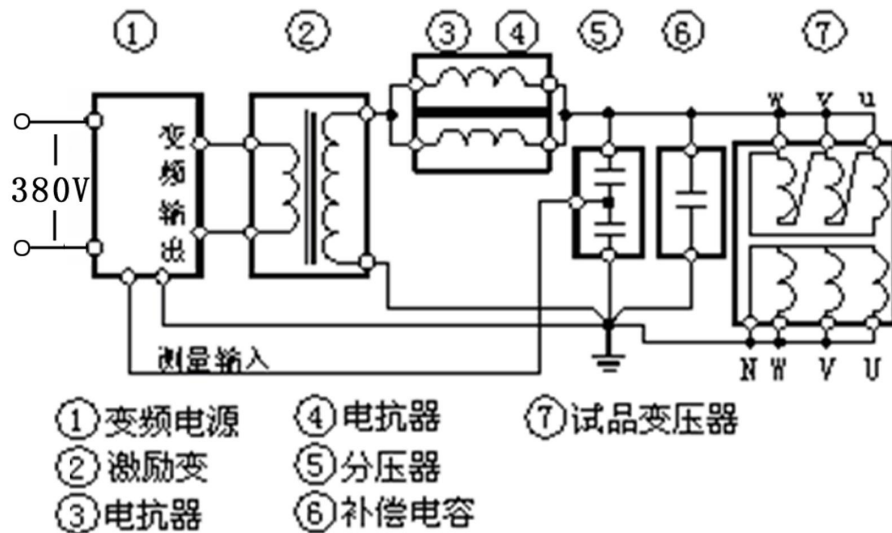 ① ② ③ ④ ⑤ ⑥ ⑦
w v u
变频输出
380V
测量输入
N W V U
① 变频电源 ④ 电抗器 ⑦ 试品变压器
② 激励变 ⑤ 分压器
③ 电抗器 ⑥ 补偿电容